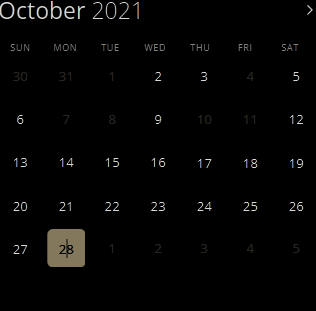 October 2021
SUN MON TUE WED THU FRI SAT
30 31 1 2 3 4 5
6 7 8 9 10 11 12
13 14 15 16 17 18 19
20 21 22 23 24 25 26
27 28 1 2 3 4 5